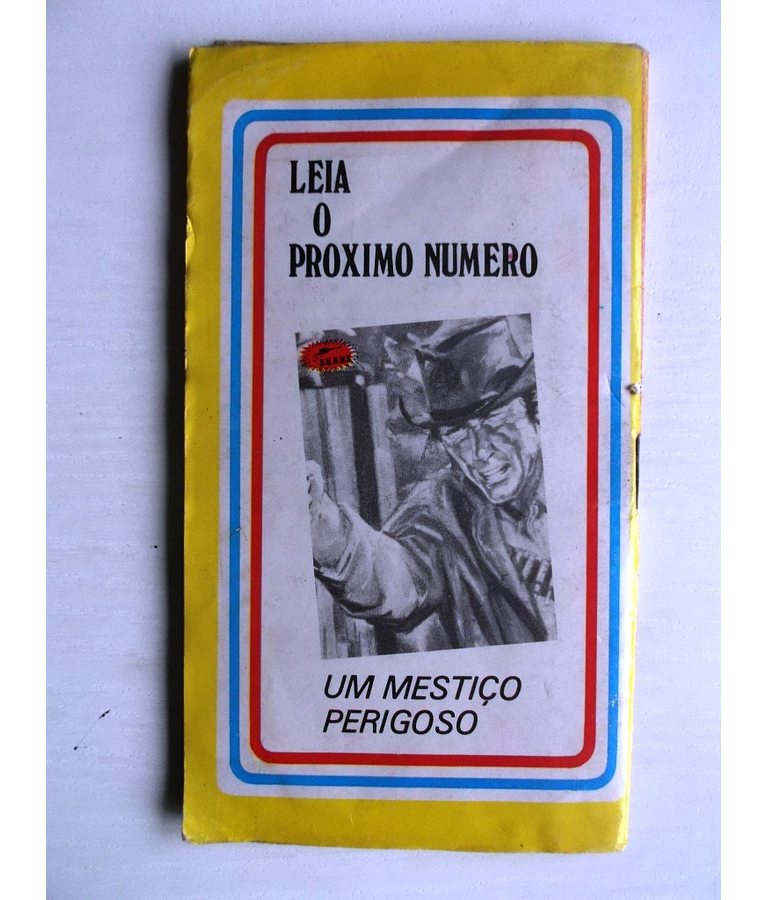 LEIA
O
PROXIMO NUMERO
UM MESTIÇO
PERIGOSO